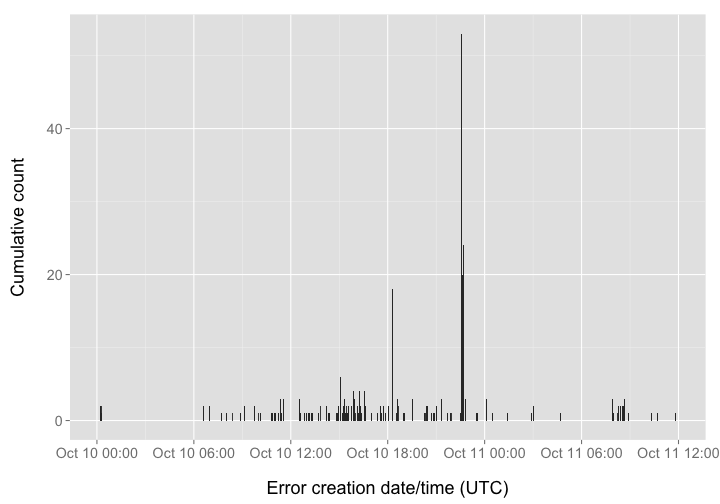 40
20
0
Cumulative count
Oct 10 00:00 Oct 10 06:00 Oct 10 12:00 Oct 10 18:00 Oct 11 00:00 Oct 11 06:00 Oct 11 12:00
Error creation date/time (UTC)